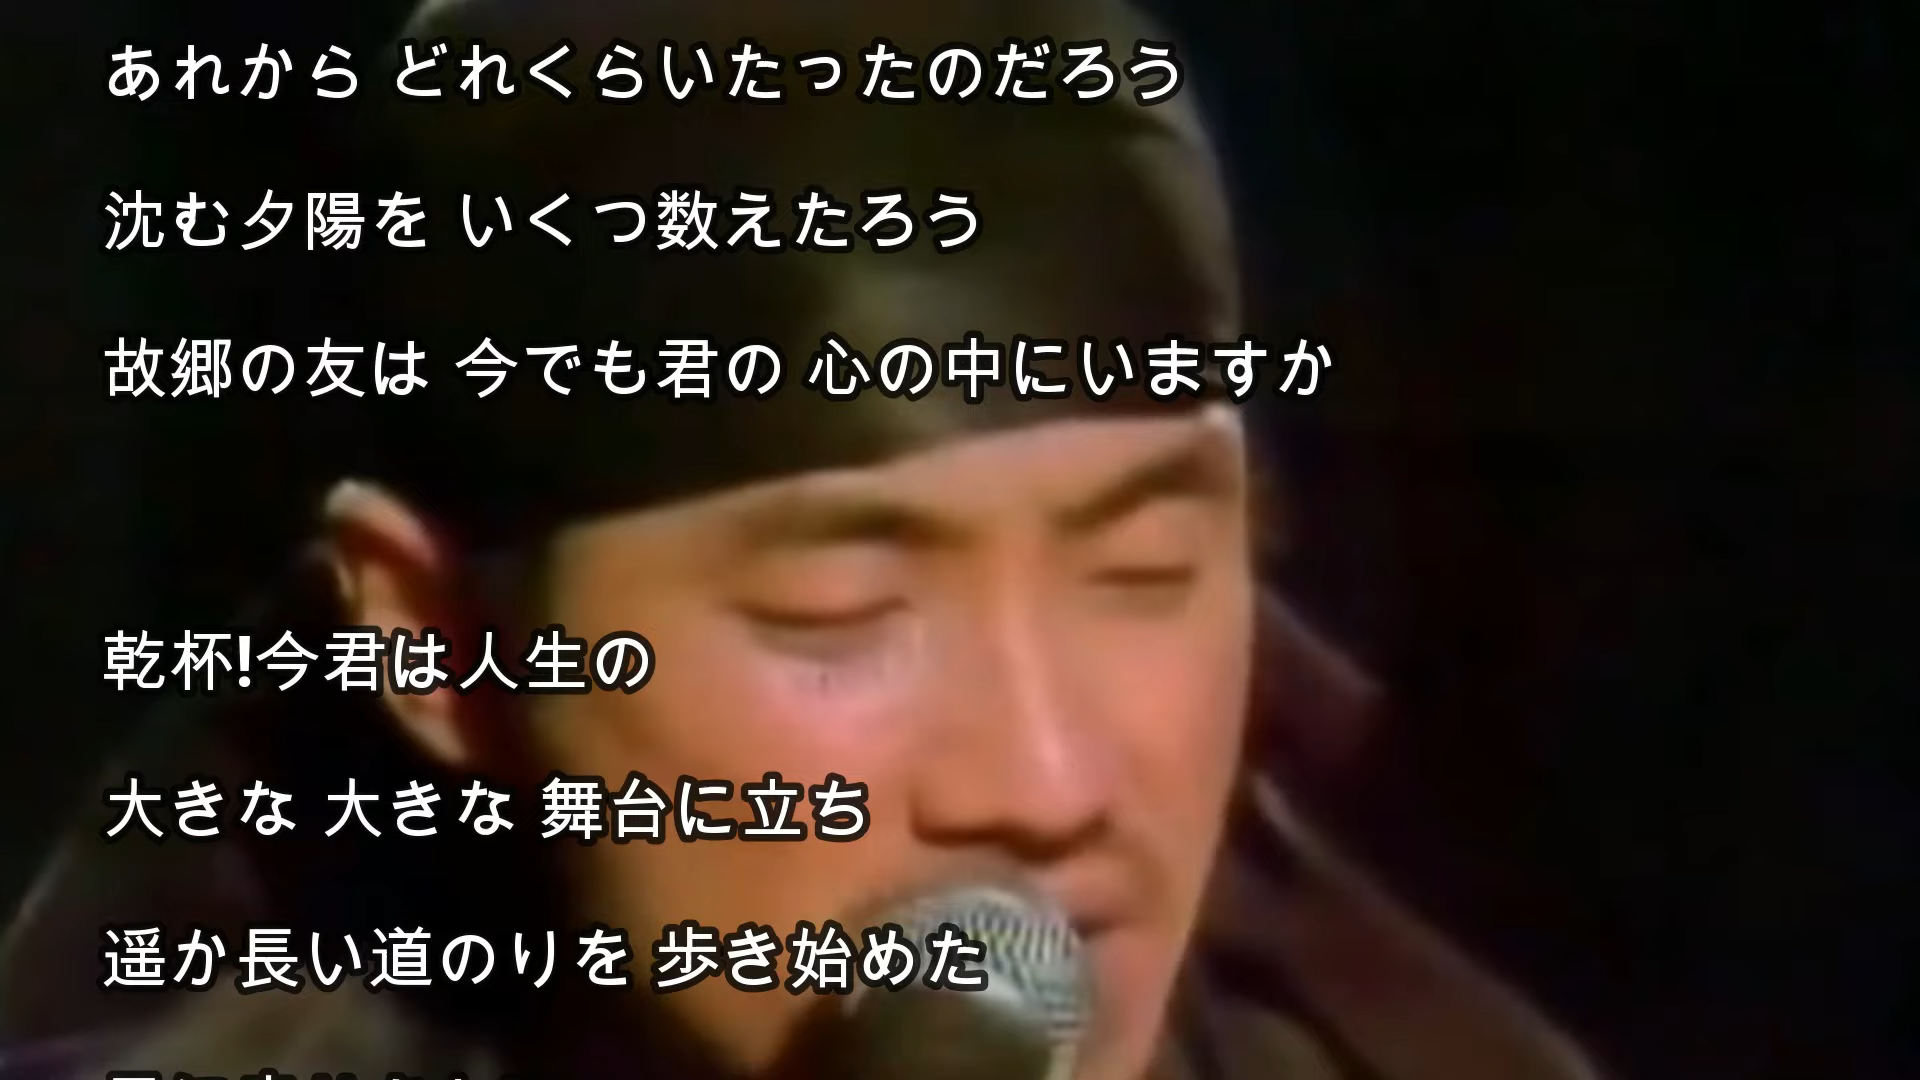 あれから どれくらいたったのだろう
沈む夕陽を いくつ数えたろう
故郷の友は 今でも君の 心の中にいますか
乾杯!今君は人生の
大きな 大きな 舞台に立ち
遥か長い道のりを 歩き始めた